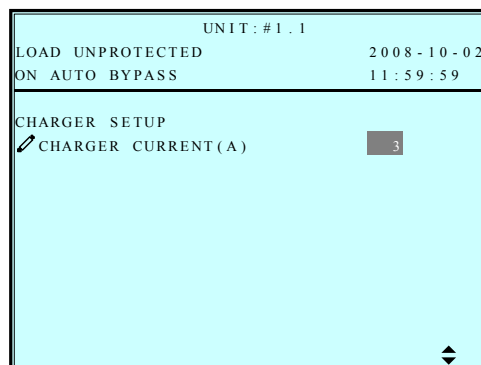 UNIT:#1.1
LOAD UNPROTECTED 2008-10-02
ON AUTO BYPASS 11:59:59
CHARGER SETUP
CHARGER CURRENT(A) 3